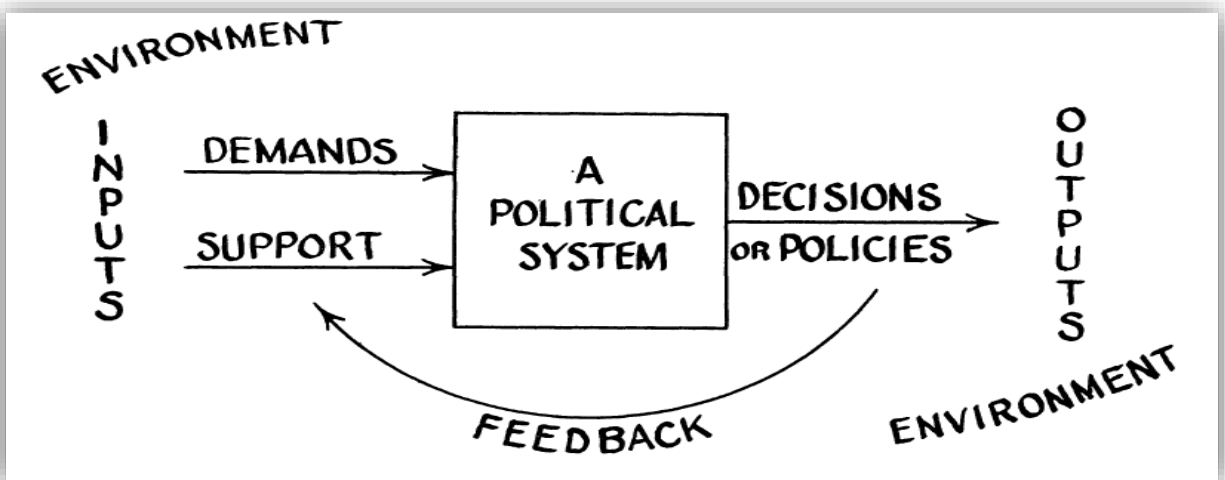 ENVIRONMENT
INPUTS
DEMANDS
SUPPORT
A
POLITICAL
SYSTEM
DECISIONS
OR POLICIES
OUTPUTS
FEEDBACK
ENVIRONMENT